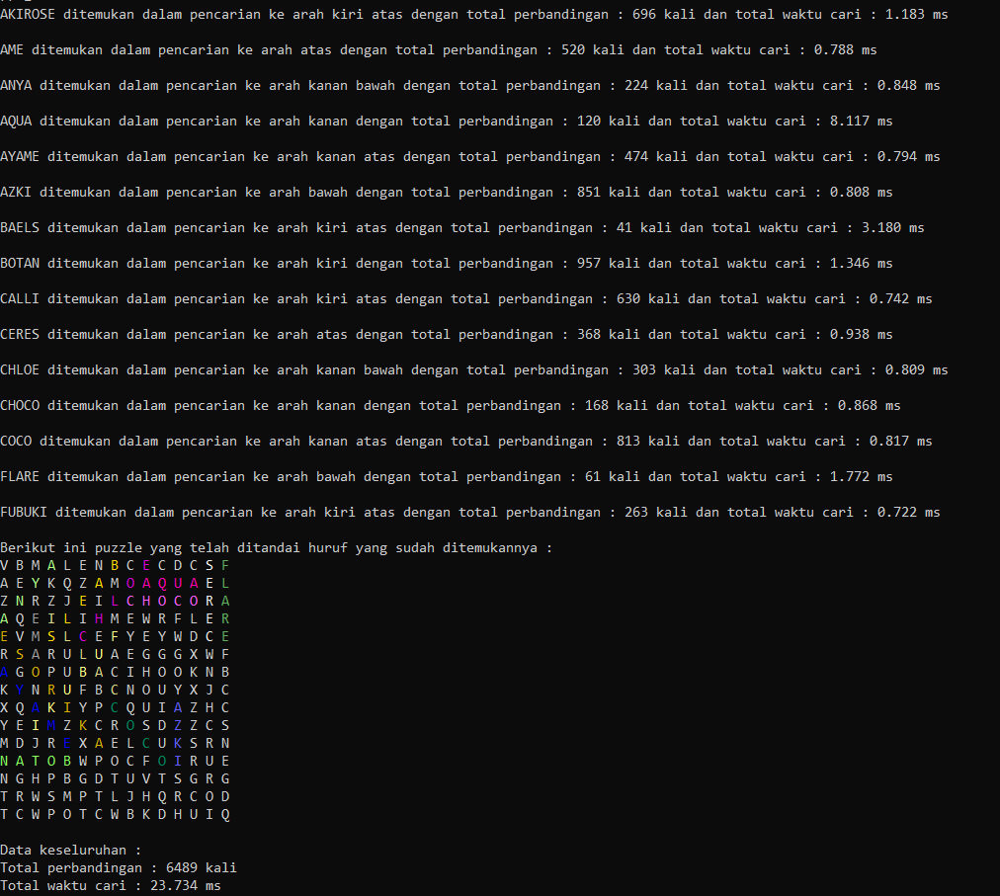 AKIROSE ditemukan dalam pencarian ke arah kiri atas dengan total perbandingan : 696 kali dan total waktu cari : 1.183 ms
AME ditemukan dalam pencarian ke arah atas dengan total perbandingan : 520 kali dan total waktu cari : 0.788 ms
ANYA ditemukan dalam pencarian ke arah kanan bawah dengan total perbandingan : 224 kali dan total waktu cari : 0.848 ms
AQUA ditemukan dalam pencarian ke arah kanan dengan total perbandingan : 120 kali dan total waktu cari : 8.117 ms
AYAME ditemukan dalam pencarian ke arah kanan atas dengan total perbandingan : 474 kali dan total waktu cari : 0.794 ms
AZKI ditemukan dalam pencarian ke arah bawah dengan total perbandingan : 851 kali dan total waktu cari : 0.808 ms
BAELS ditemukan dalam pencarian ke arah kiri atas dengan total perbandingan : 41 kali dan total waktu cari : 3.180 ms
BOTAN ditemukan dalam pencarian ke arah kiri dengan total perbandingan : 957 kali dan total waktu cari : 1.346 ms
CALLI ditemukan dalam pencarian ke arah kiri atas dengan total perbandingan : 630 kali dan total waktu cari : 0.742 ms
CERES ditemukan dalam pencarian ke arah atas dengan total perbandingan : 368 kali dan total waktu cari : 0.938 ms
CHLOE ditemukan dalam pencarian ke arah kanan bawah dengan total perbandingan : 303 kali dan total waktu cari : 0.809 ms
CHOCO ditemukan dalam pencarian ke arah kanan dengan total perbandingan : 168 kali dan total waktu cari : 0.868 ms
COCO ditemukan dalam pencarian ke arah kanan atas dengan total perbandingan : 813 kali dan total waktu cari : 0.817 ms
FLARE ditemukan dalam pencarian ke arah bawah dengan total perbandingan : 61 kali dan total waktu cari : 1.772 ms
FUBUKI ditemukan dalam pencarian ke arah kiri atas dengan total perbandingan : 263 kali dan total waktu cari : 0.722 ms
Berikut ini puzzle yang telah ditandai huruf yang sudah ditemukannya :
V B M A L E N B C E C D C S F
A E Y K Q Z A M O A Q U A E L
Z N R Z J E I L C H O C O R A
A Q E I L I H M E W R F L E R
E V M S L C E F Y E Y W D C E
R S A R U L U A E G G G X W F
A G O P U B A C I H O O K N B
K Y N R U F B C N O U Y X J C
X Q A K I Y P C Q U I A Z H C
Y E I M Z K C R O S D Z Z C S
M D J R E X A E L C U K S R N
N A T O B W P O C F O I R U E
N G H P B G D T U V T S G R G
T R W S M P T L J H Q R C O D
T C W P O T C W B K D H U I Q
Data keseluruhan :
Total perbandingan : 6489 kali
Total waktu cari : 23.734 ms